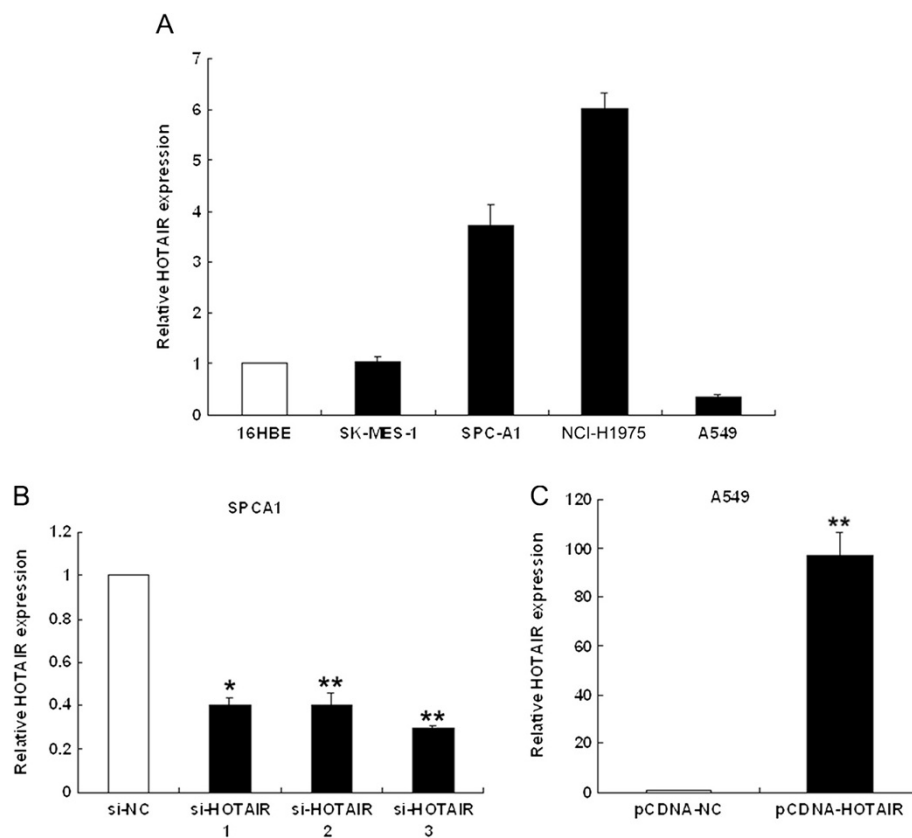 A
Relative HOTAIR expression
7
6
5
4
3
2
1
0
16HBE SK-MES-1 SPC-A1 NCI-H1975 A549
B
SPCA1
Relative HOTAIR expression
1.2
1
0.8
0.6
0.4
0.2
0
* ** **
si-NC si-HOTAIR si-HOTAIR si-HOTAIR
1 2 3
C
A549
Relative HOTAIR expression
120
100
80
60
40
20
0
**
pCDNA-NC pCDNA-HOTAIR